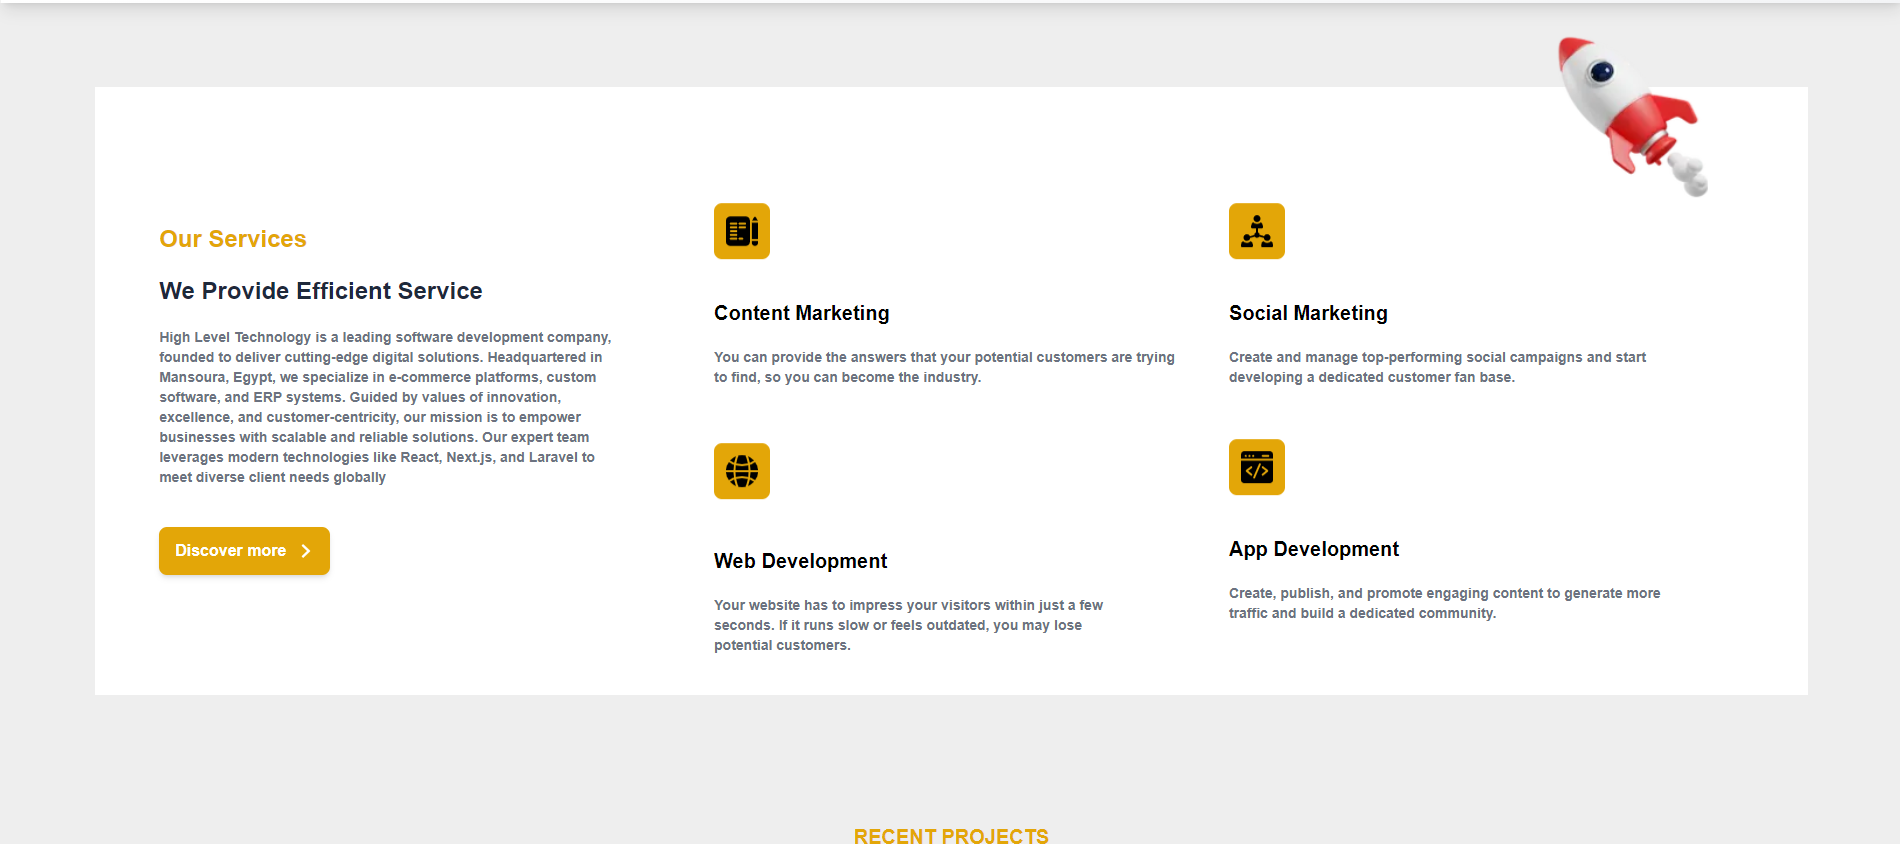 Our Services
We Provide Efficient Service
High Level Technology is a leading software development company,
founded to deliver cutting-edge digital solutions. Headquartered in
Mansoura, Egypt, we specialize in e-commerce platforms, custom
software, and ERP systems. Guided by values of innovation,
excellence, and customer-centricity, our mission is to empower
businesses with scalable and reliable solutions. Our expert team
leverages modern technologies like React, Next.js, and Laravel to
meet diverse client needs globally
Discover more
Content Marketing
You can provide the answers that your potential customers are trying
to find, so you can become the industry.
Social Marketing
Create and manage top-performing social campaigns and start
developing a dedicated customer fan base.
Web Development
Your website has to impress your visitors within just a few
seconds. If it runs slow or feels outdated, you may lose
potential customers.
App Development
Create, publish, and promote engaging content to generate more
traffic and build a dedicated community.
RECENT PROJECTS